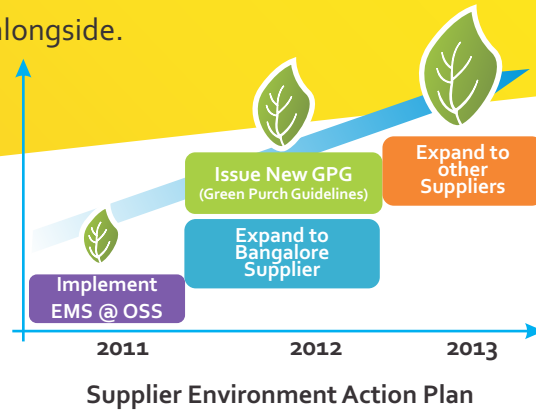 alongside.
Issue New GPG
(Green Purch Guidelines)
Expand to
other
Suppliers
Expand to
Bangalore
Supplier
Implement
EMS @ OSS
2011
2012
2013
Supplier Environment Action Plan